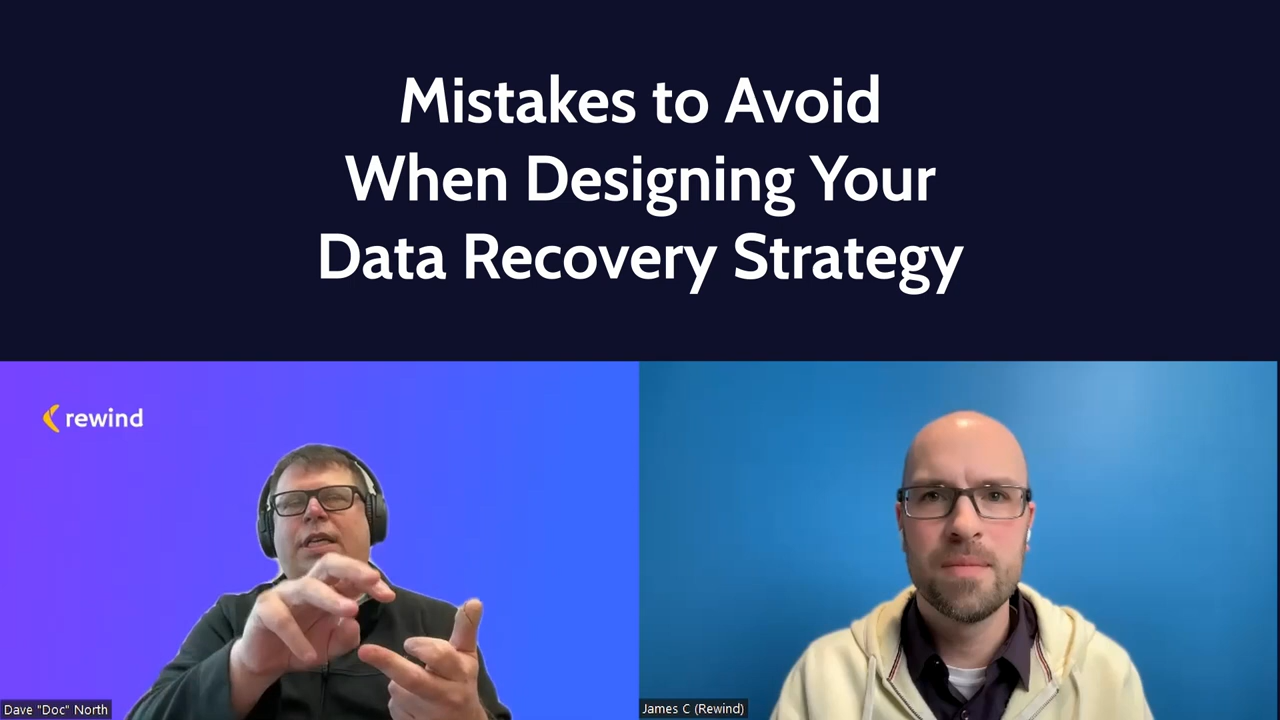 Mistakes to Avoid
When Designing Your
Data Recovery Strategy
rewind
Dave "Doc" North
James C (Rewind)